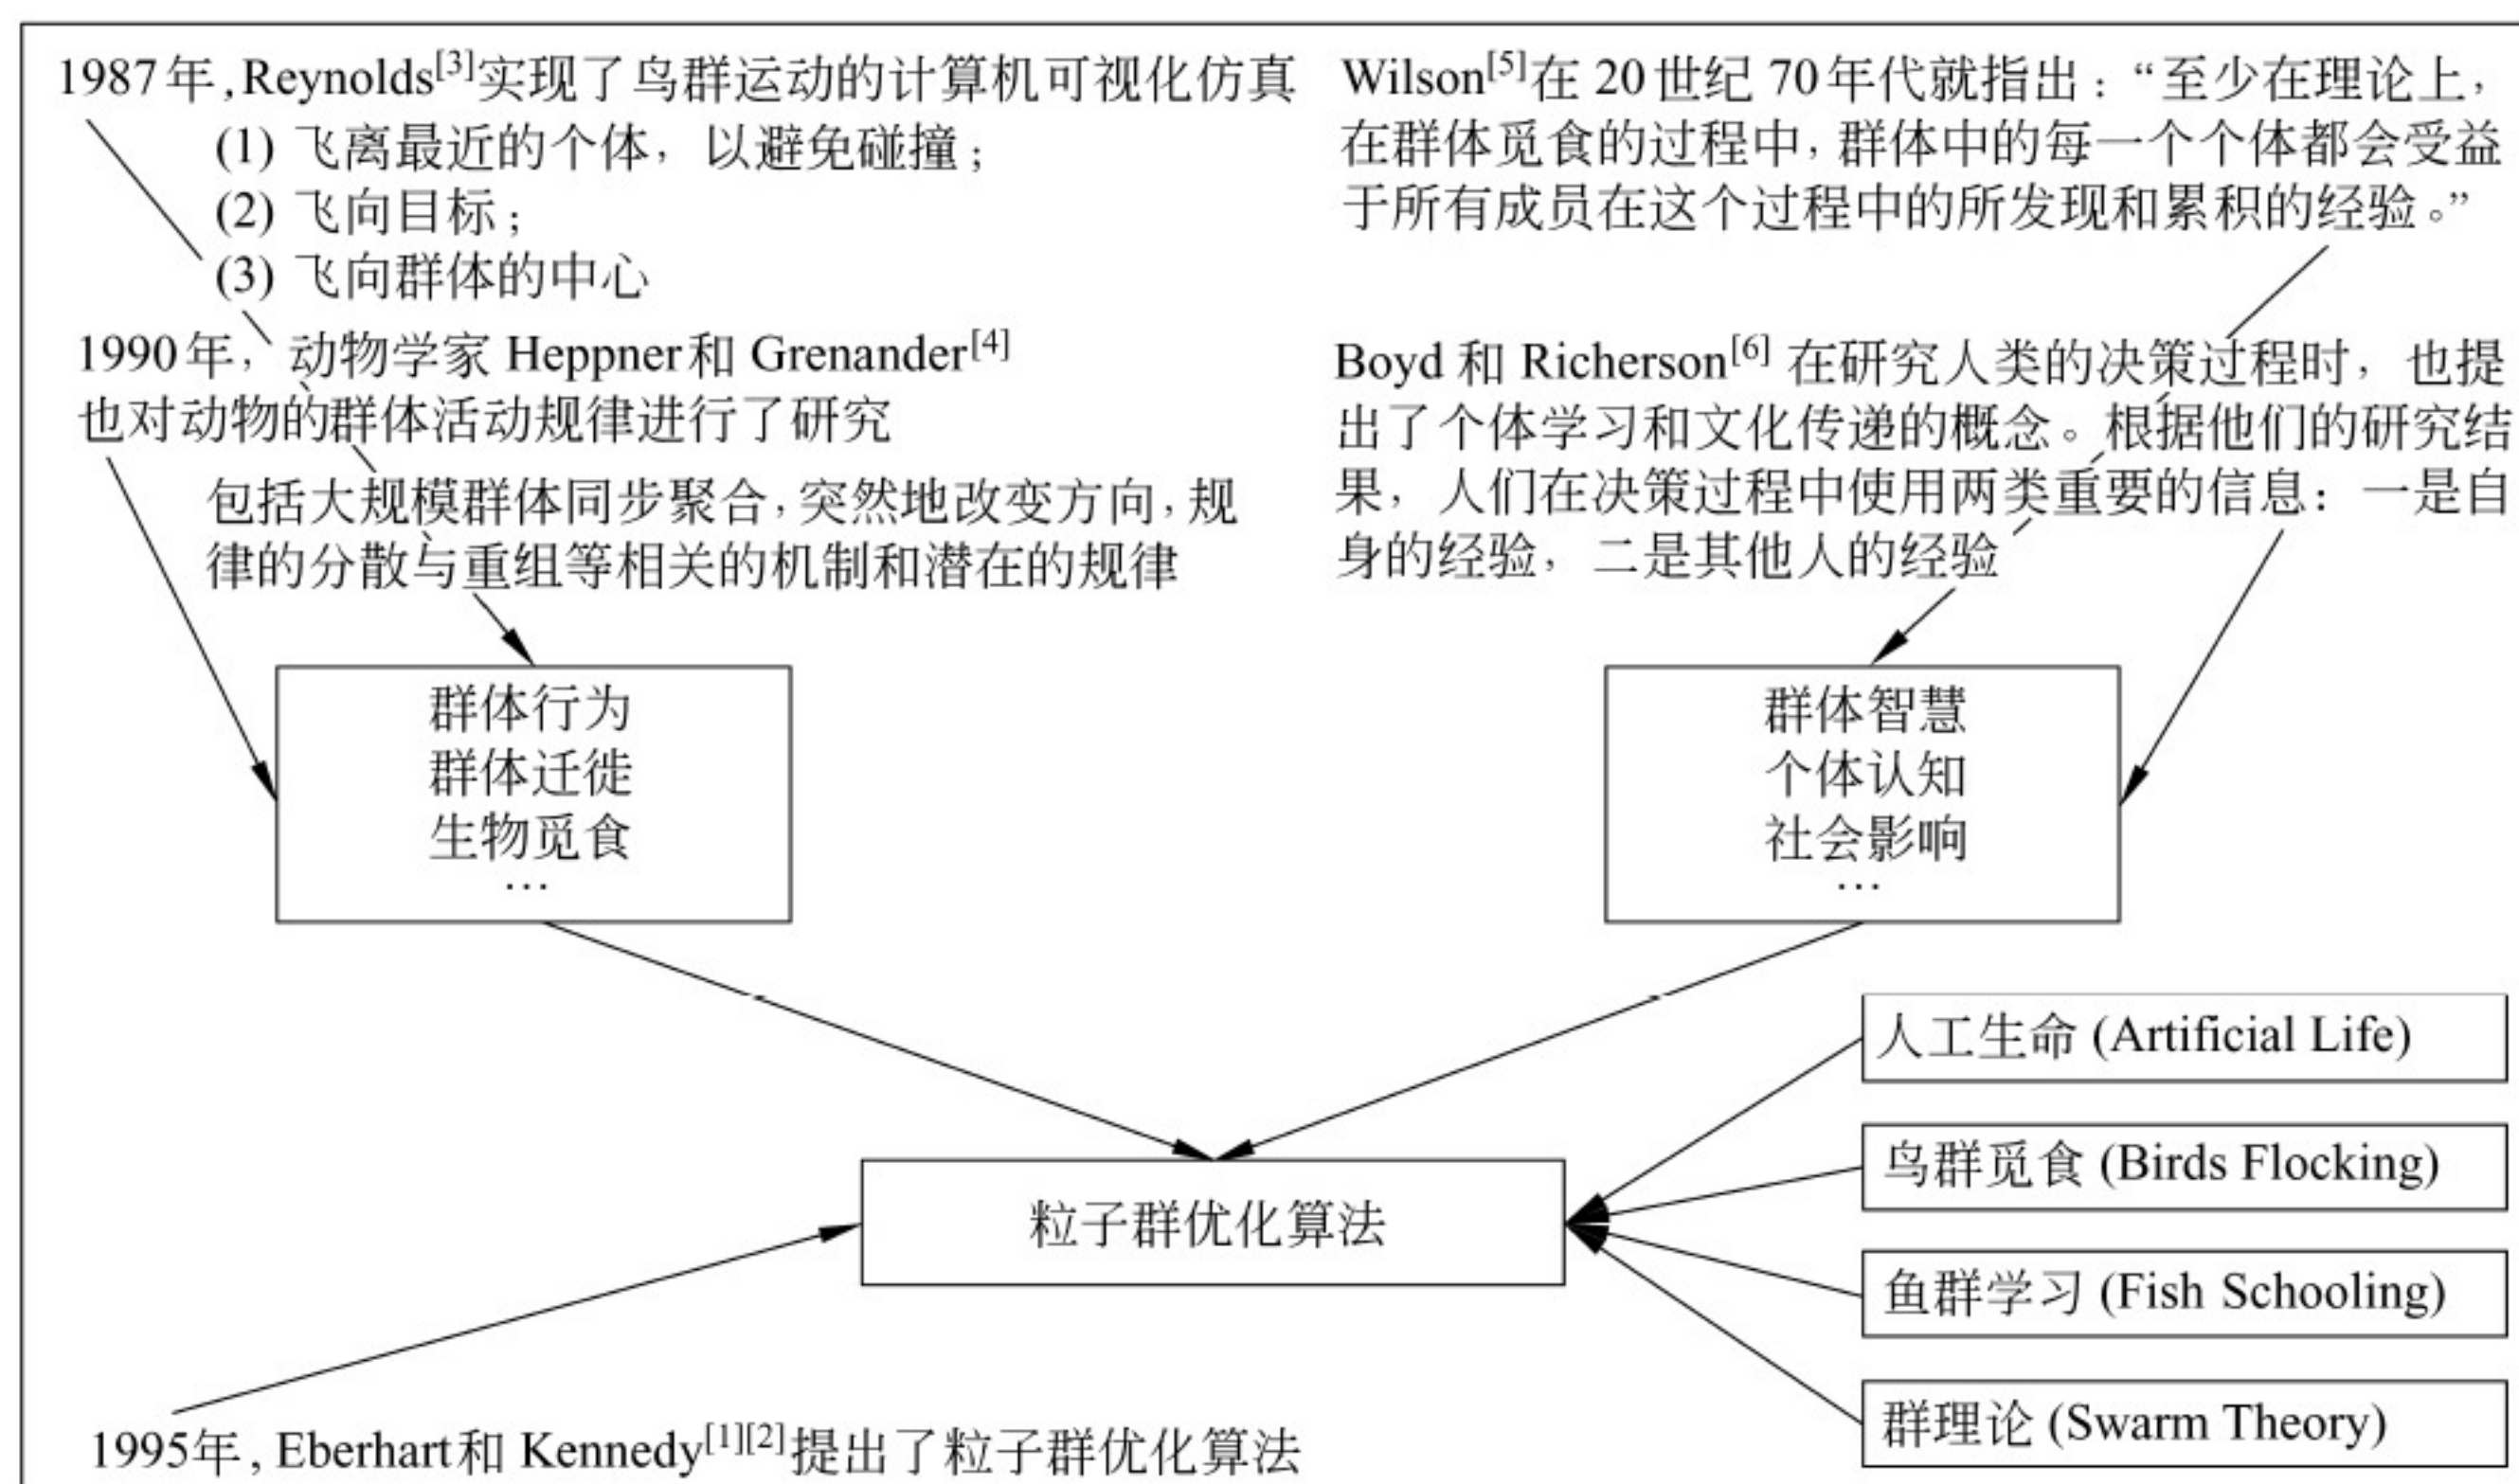 1987年,Reynolds[3]实现了鸟群运动的计算机可视化仿真
(1) 飞离最近的个体，以避免碰撞；
(2) 飞向目标；
(3) 飞向群体的中心
1990年，动物学家 Heppner和 Grenander[4]
也对动物的群体活动规律进行了研究
包括大规模群体同步聚合,突然地改变方向,规
律的分散与重组等相关的机制和潜在的规律
Wilson[5]在 20世纪 70年代就指出：“至少在理论上，
在群体觅食的过程中,群体中的每一个个体都会受益
于所有成员在这个过程中的所发现和累积的经验。”
Boyd 和 Richerson[6] 在研究人类的决策过程时，也提
出了个体学习和文化传递的概念。根据他们的研究结
果，人们在决策过程中使用两类重要的信息：一是自
身的经验，二是其他人的经验
群体行为
群体迁徙
生物觅食
…
群体智慧
个体认知
社会影响
…
粒子群优化算法
人工生命 (Artificial Life)
鸟群觅食 (Birds Flocking)
鱼群学习 (Fish Schooling)
群理论 (Swarm Theory)
1995年, Eberhart和 Kennedy[1][2]提出了粒子群优化算法